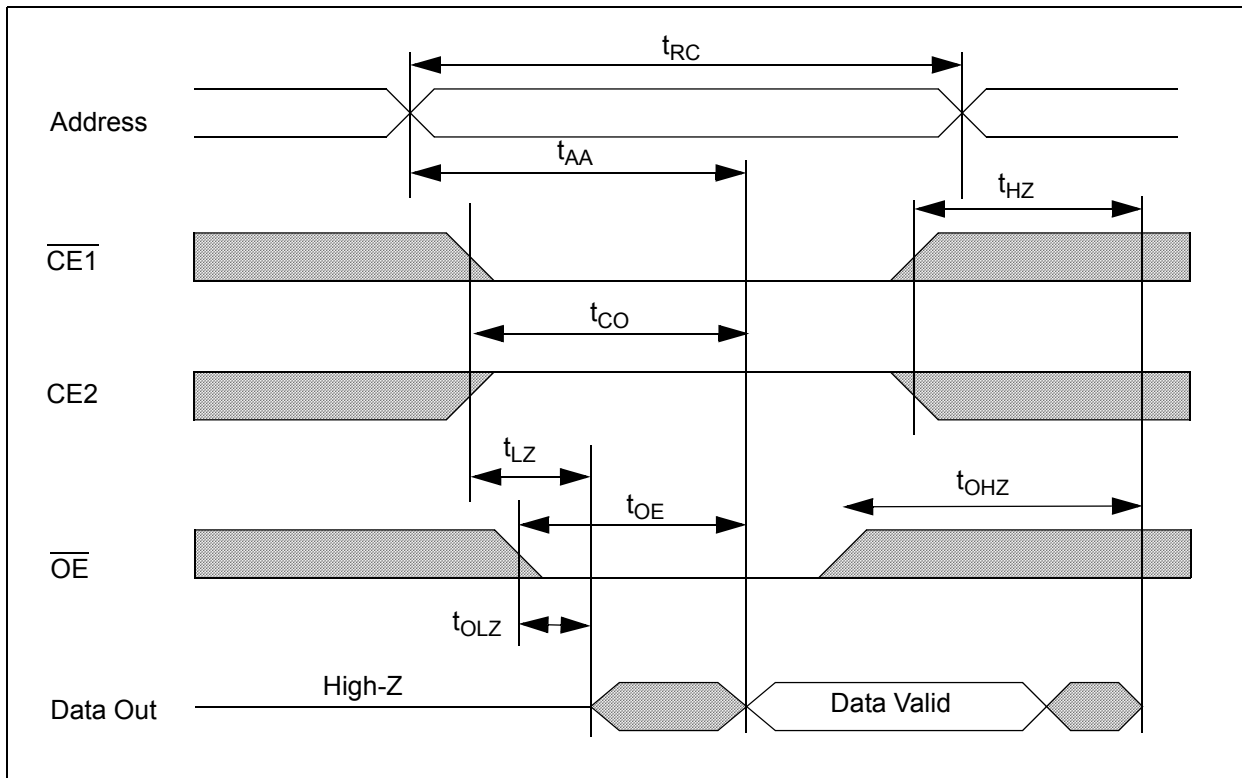 tRC
Address
tAA
tHZ
CE1
tCO
CE2
tLZ
tOHZ
tOE
OE
tOLZ
High-Z
Data Out
Data Valid